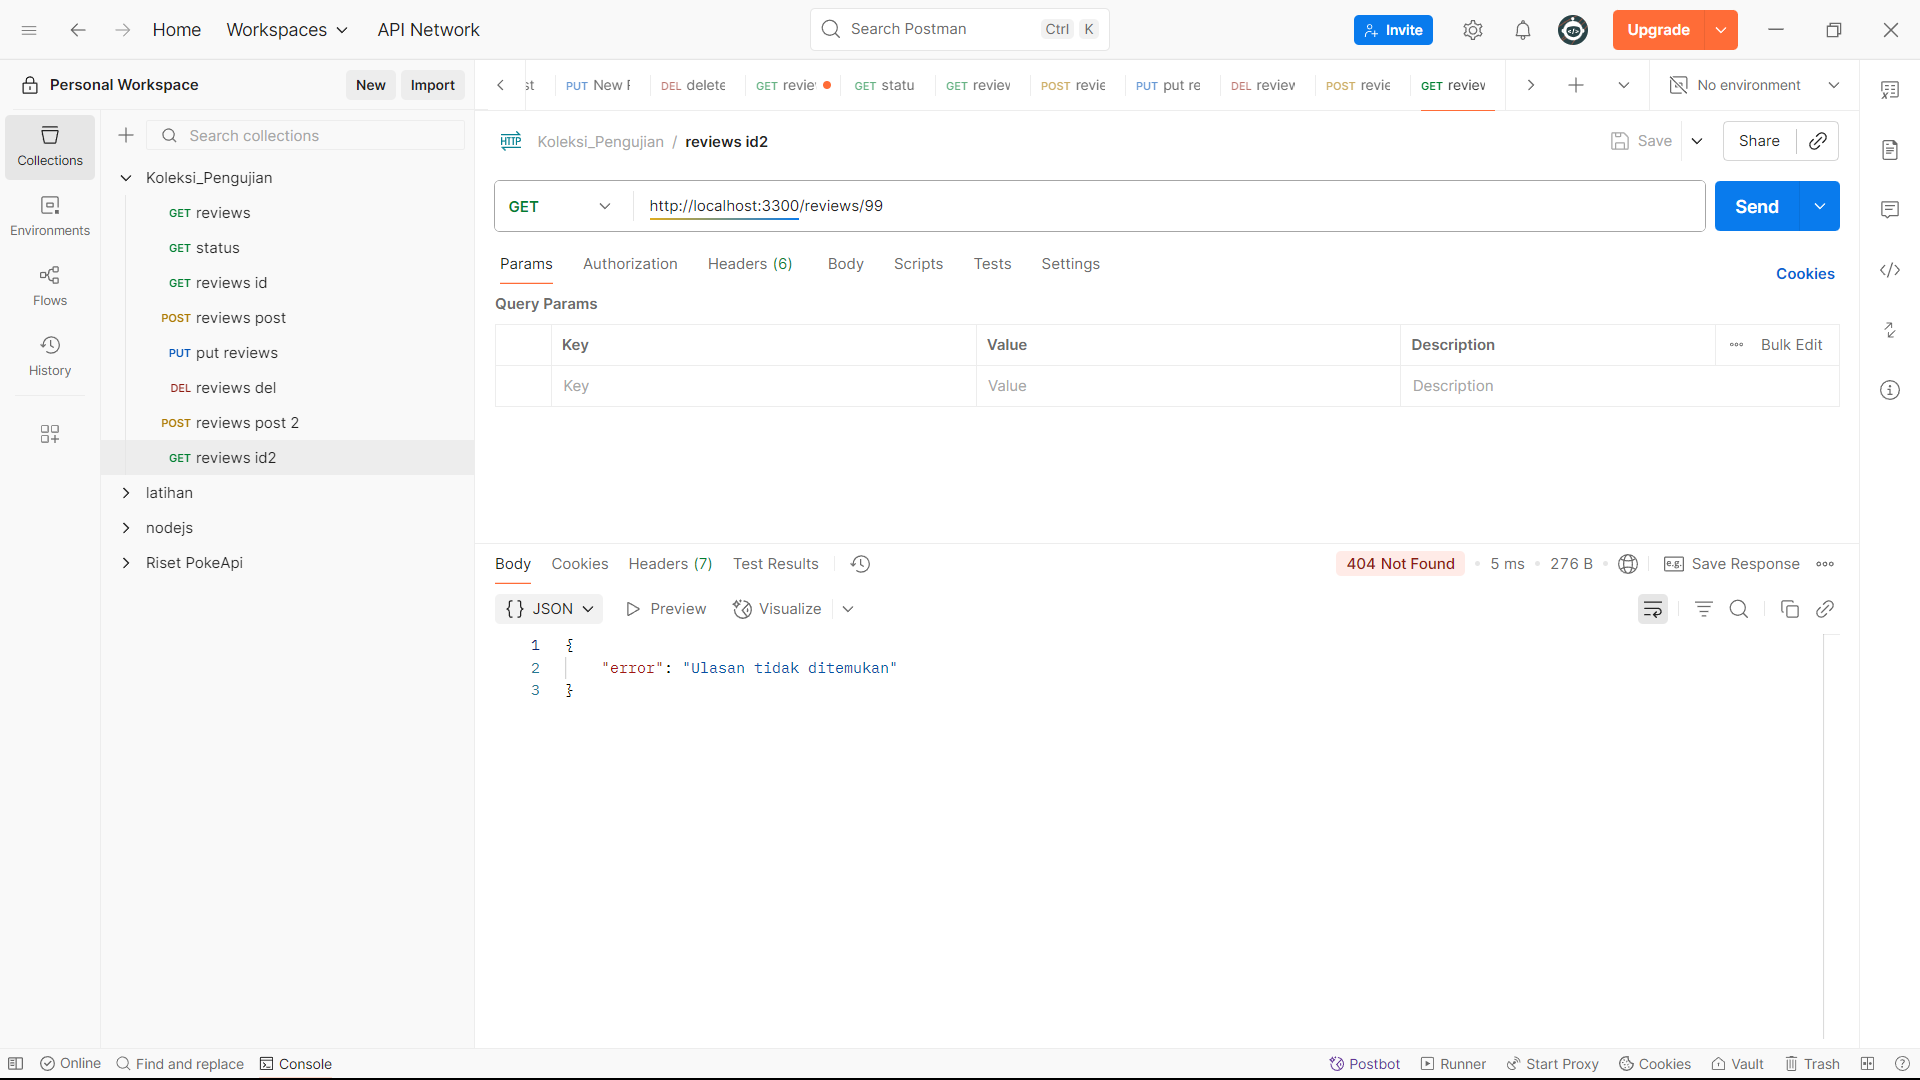 Home
Workspaces
API Network
Search Postman
Ctrl K
Invite
Upgrade
Personal Workspace
New
Import
st
PUT New F
DEL delete
GET revie
GET statu
GET review
POST revie
PUT put re
DEL review
POST revie
GET review
No environment
Collections
Environments
Flows
History
Search collections
Koleksi_Pengujian
GET reviews
GET status
GET reviews id
POST reviews post
PUT put reviews
DEL reviews del
POST reviews post 2
GET reviews id2
latihan
nodejs
Riset PokeApi
HTTP Koleksi_Pengujian / reviews id2
Save
Share
GET http://localhost:3300/reviews/99
Send
Params Authorization Headers (6) Body Scripts Tests Settings
Cookies
Query Params
Key Value Description Bulk Edit
Key Value Description
Body Cookies Headers (7) Test Results
404 Not Found 5 ms 276 B
e.g. Save Response
{} JSON Preview Visualize
1 {
2 "error": "Ulasan tidak ditemukan"
3 }
Online Find and replace Console
Postbot Runner Start Proxy Cookies Vault Trash